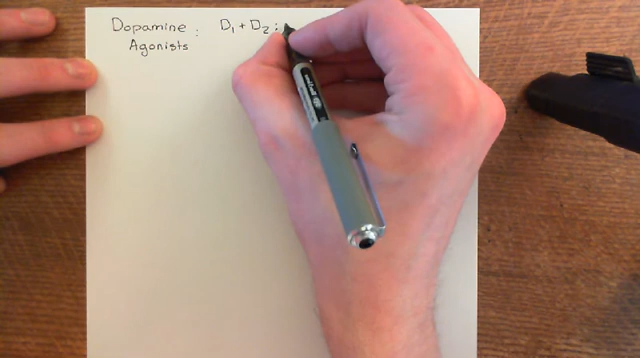 Dopamine : D₁ + D₂ :
Agonists